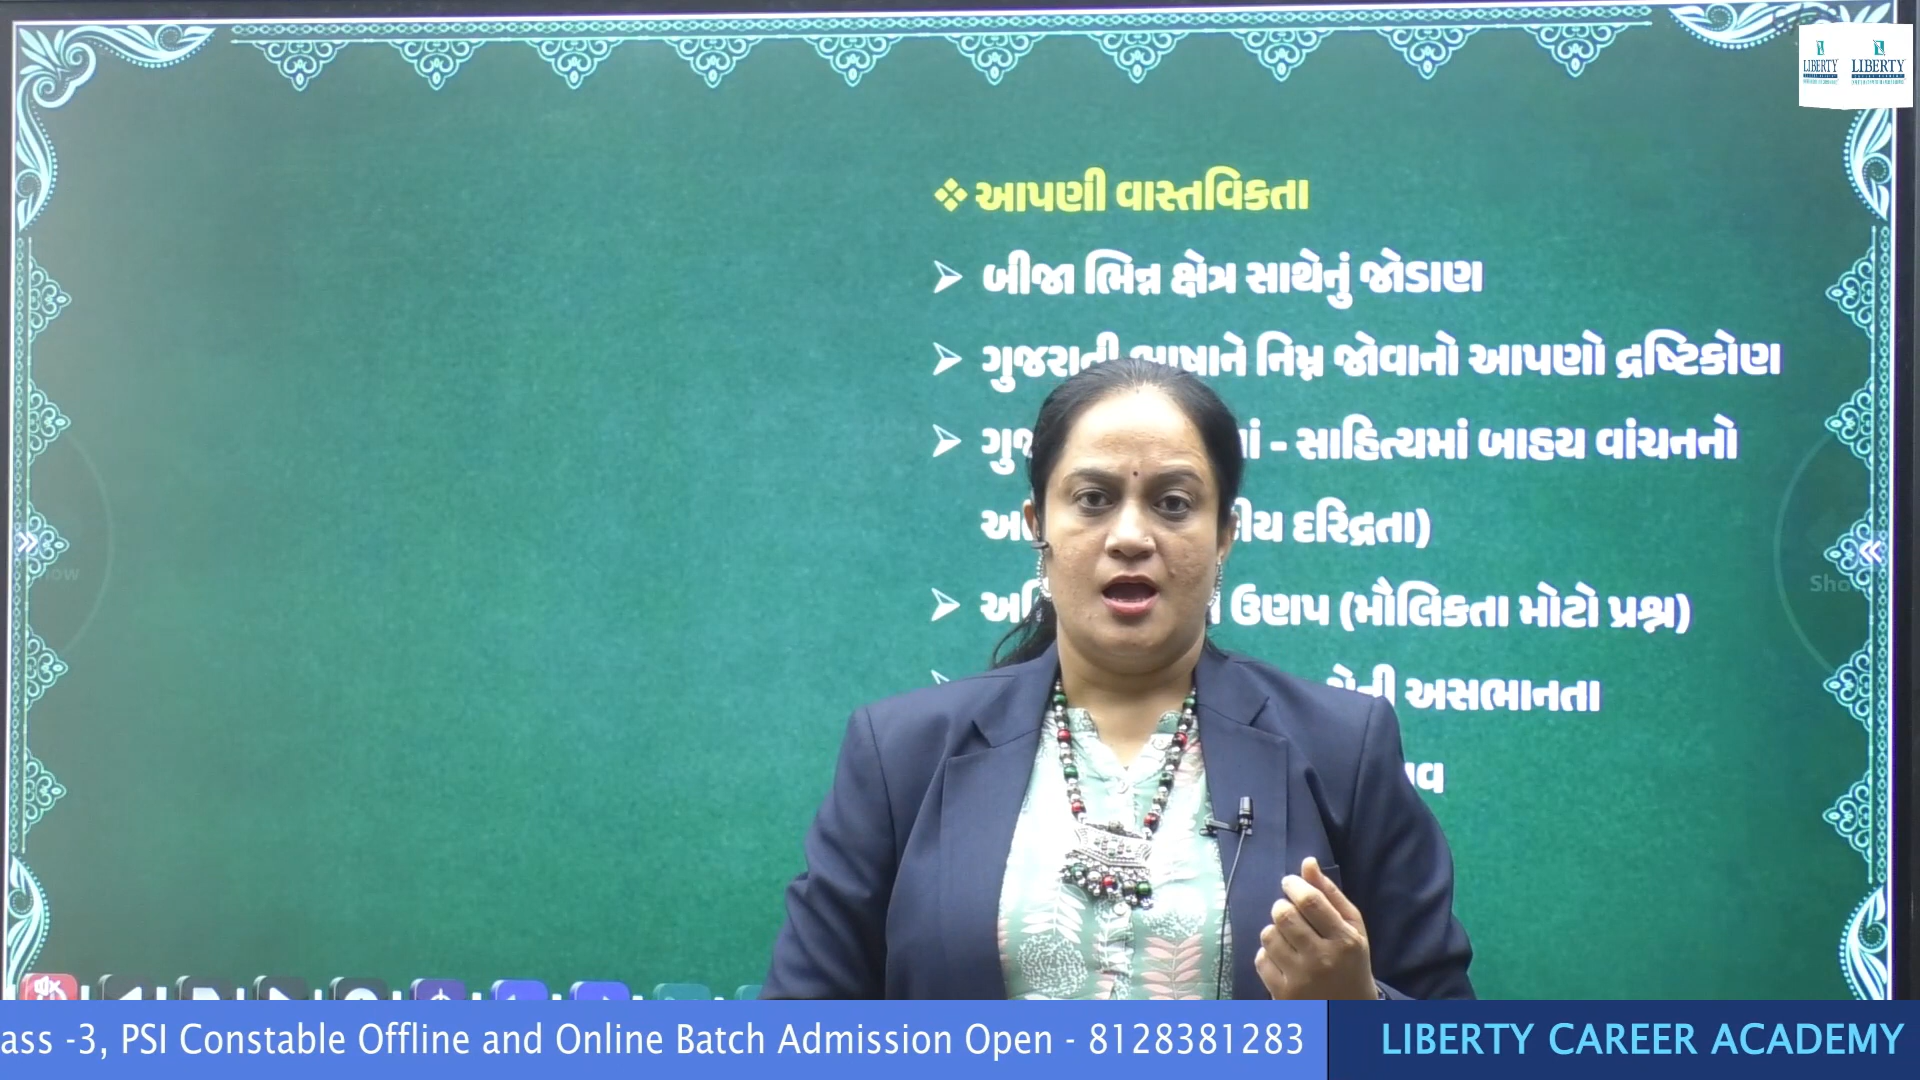 LIBERTY LIBERTY
❖ આપણી વાસ્તવિકતા
➢ બીજા ભિન્ન ક્ષેત્ર સાથેનું જોડાણ
➢ ગુજરાતી ભાષાને નિમ્ન જોવાનો આપણો દ્રષ્ટિકોણ
➢ - સાહિત્યમાં બાહ્ય વાંચનનો
દરિદ્રતા)
➢ ઉણપ (મૌલિકતા મોટો પ્રશ્ન)
અસભાનતા
ass -3, PSI Constable Offline and Online Batch Admission Open - 8128381283
LIBERTY CAREER ACADEMY